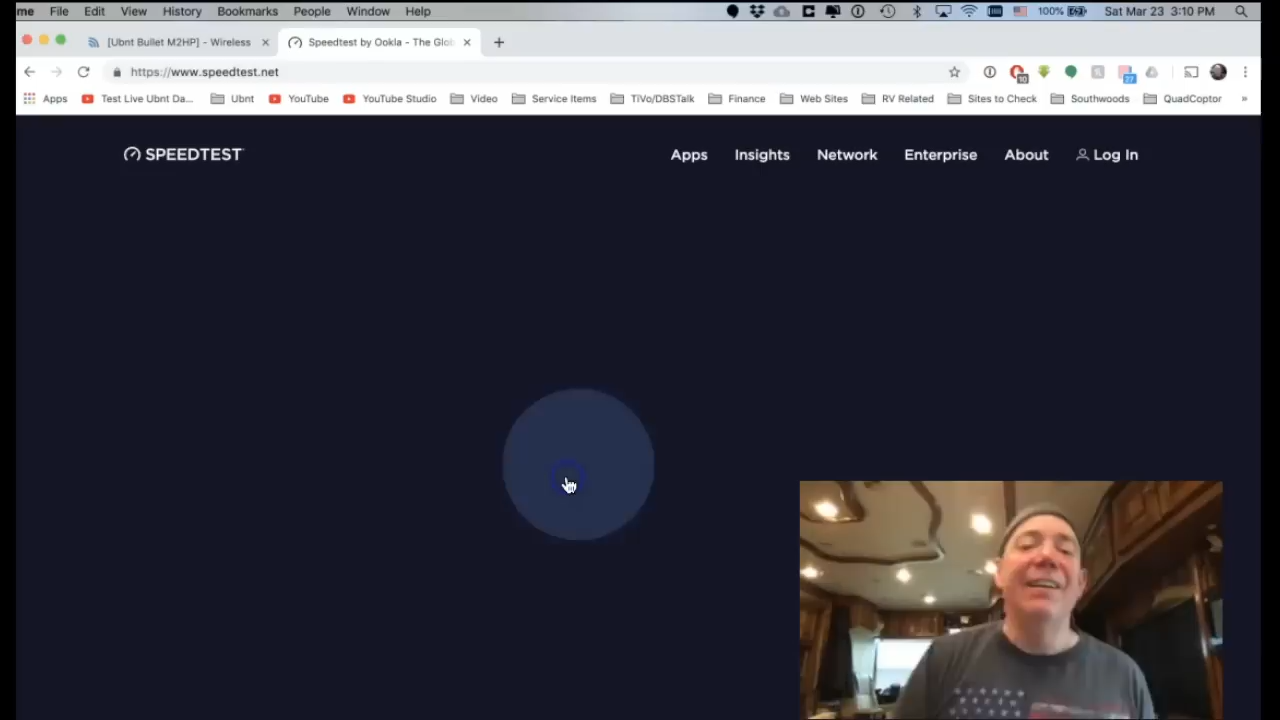 me File Edit View History Bookmarks People Window Help 100% Sat Mar 23 3:10 PM
[Ubnt Bullet M2HP] - Wireless Speedtest by Ookla - The Glob
https://www.speedtest.net 10 27
Apps Test Live Ubnt Da... Ubnt YouTube YouTube Studio Video Service Items TiVo/DBSTalk Finance Web Sites RV Related Sites to Check Southwoods QuadCoptor »
SPEEDTEST Apps Insights Network Enterprise About Log In